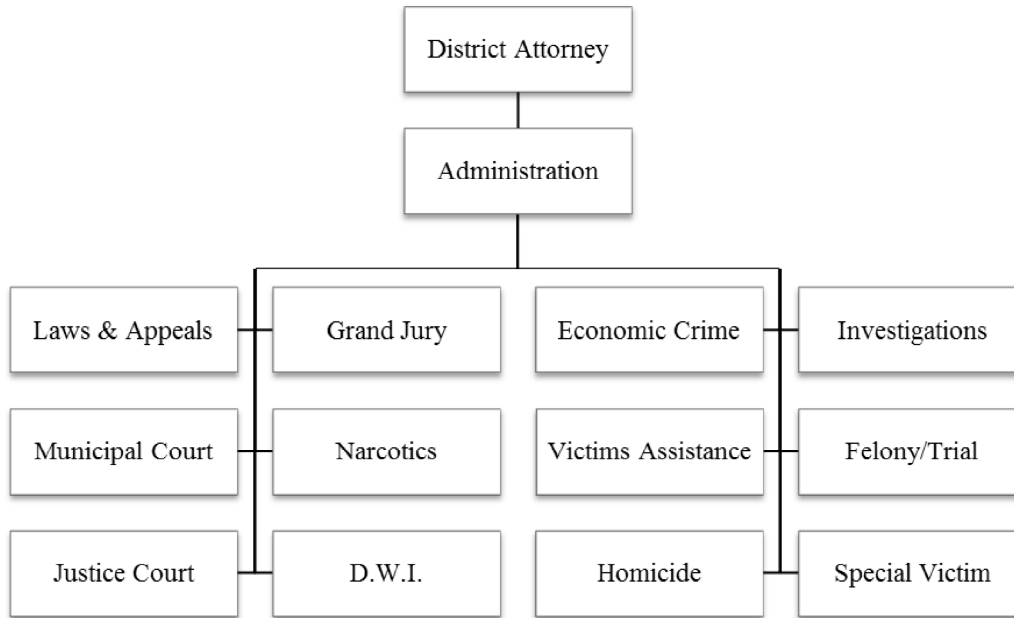 District Attorney
Administration
Laws & Appeals
Grand Jury
Economic Crime
Investigations
Municipal Court
Narcotics
Victims Assistance
Felony/Trial
Justice Court
D.W.I.
Homicide
Special Victim